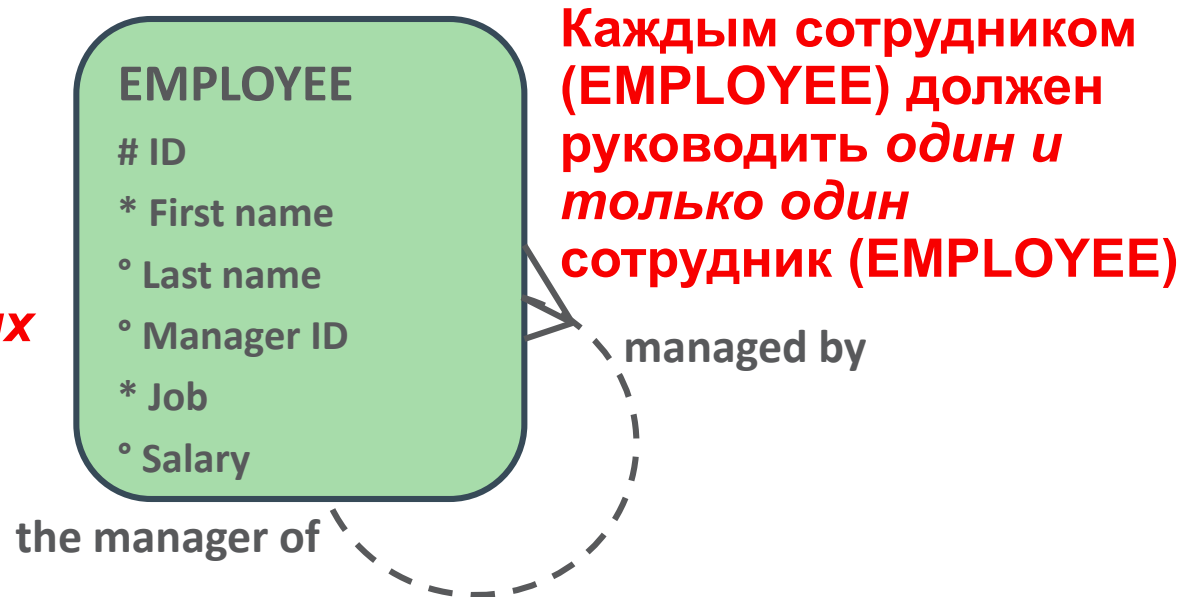 EMPLOYEE
# ID
* First name
° Last name
° Manager ID
* Job
° Salary
Каждым сотрудником
(EMPLOYEE) должен
руководить один и
только один
сотрудник (EMPLOYEE)
managed by
the manager of